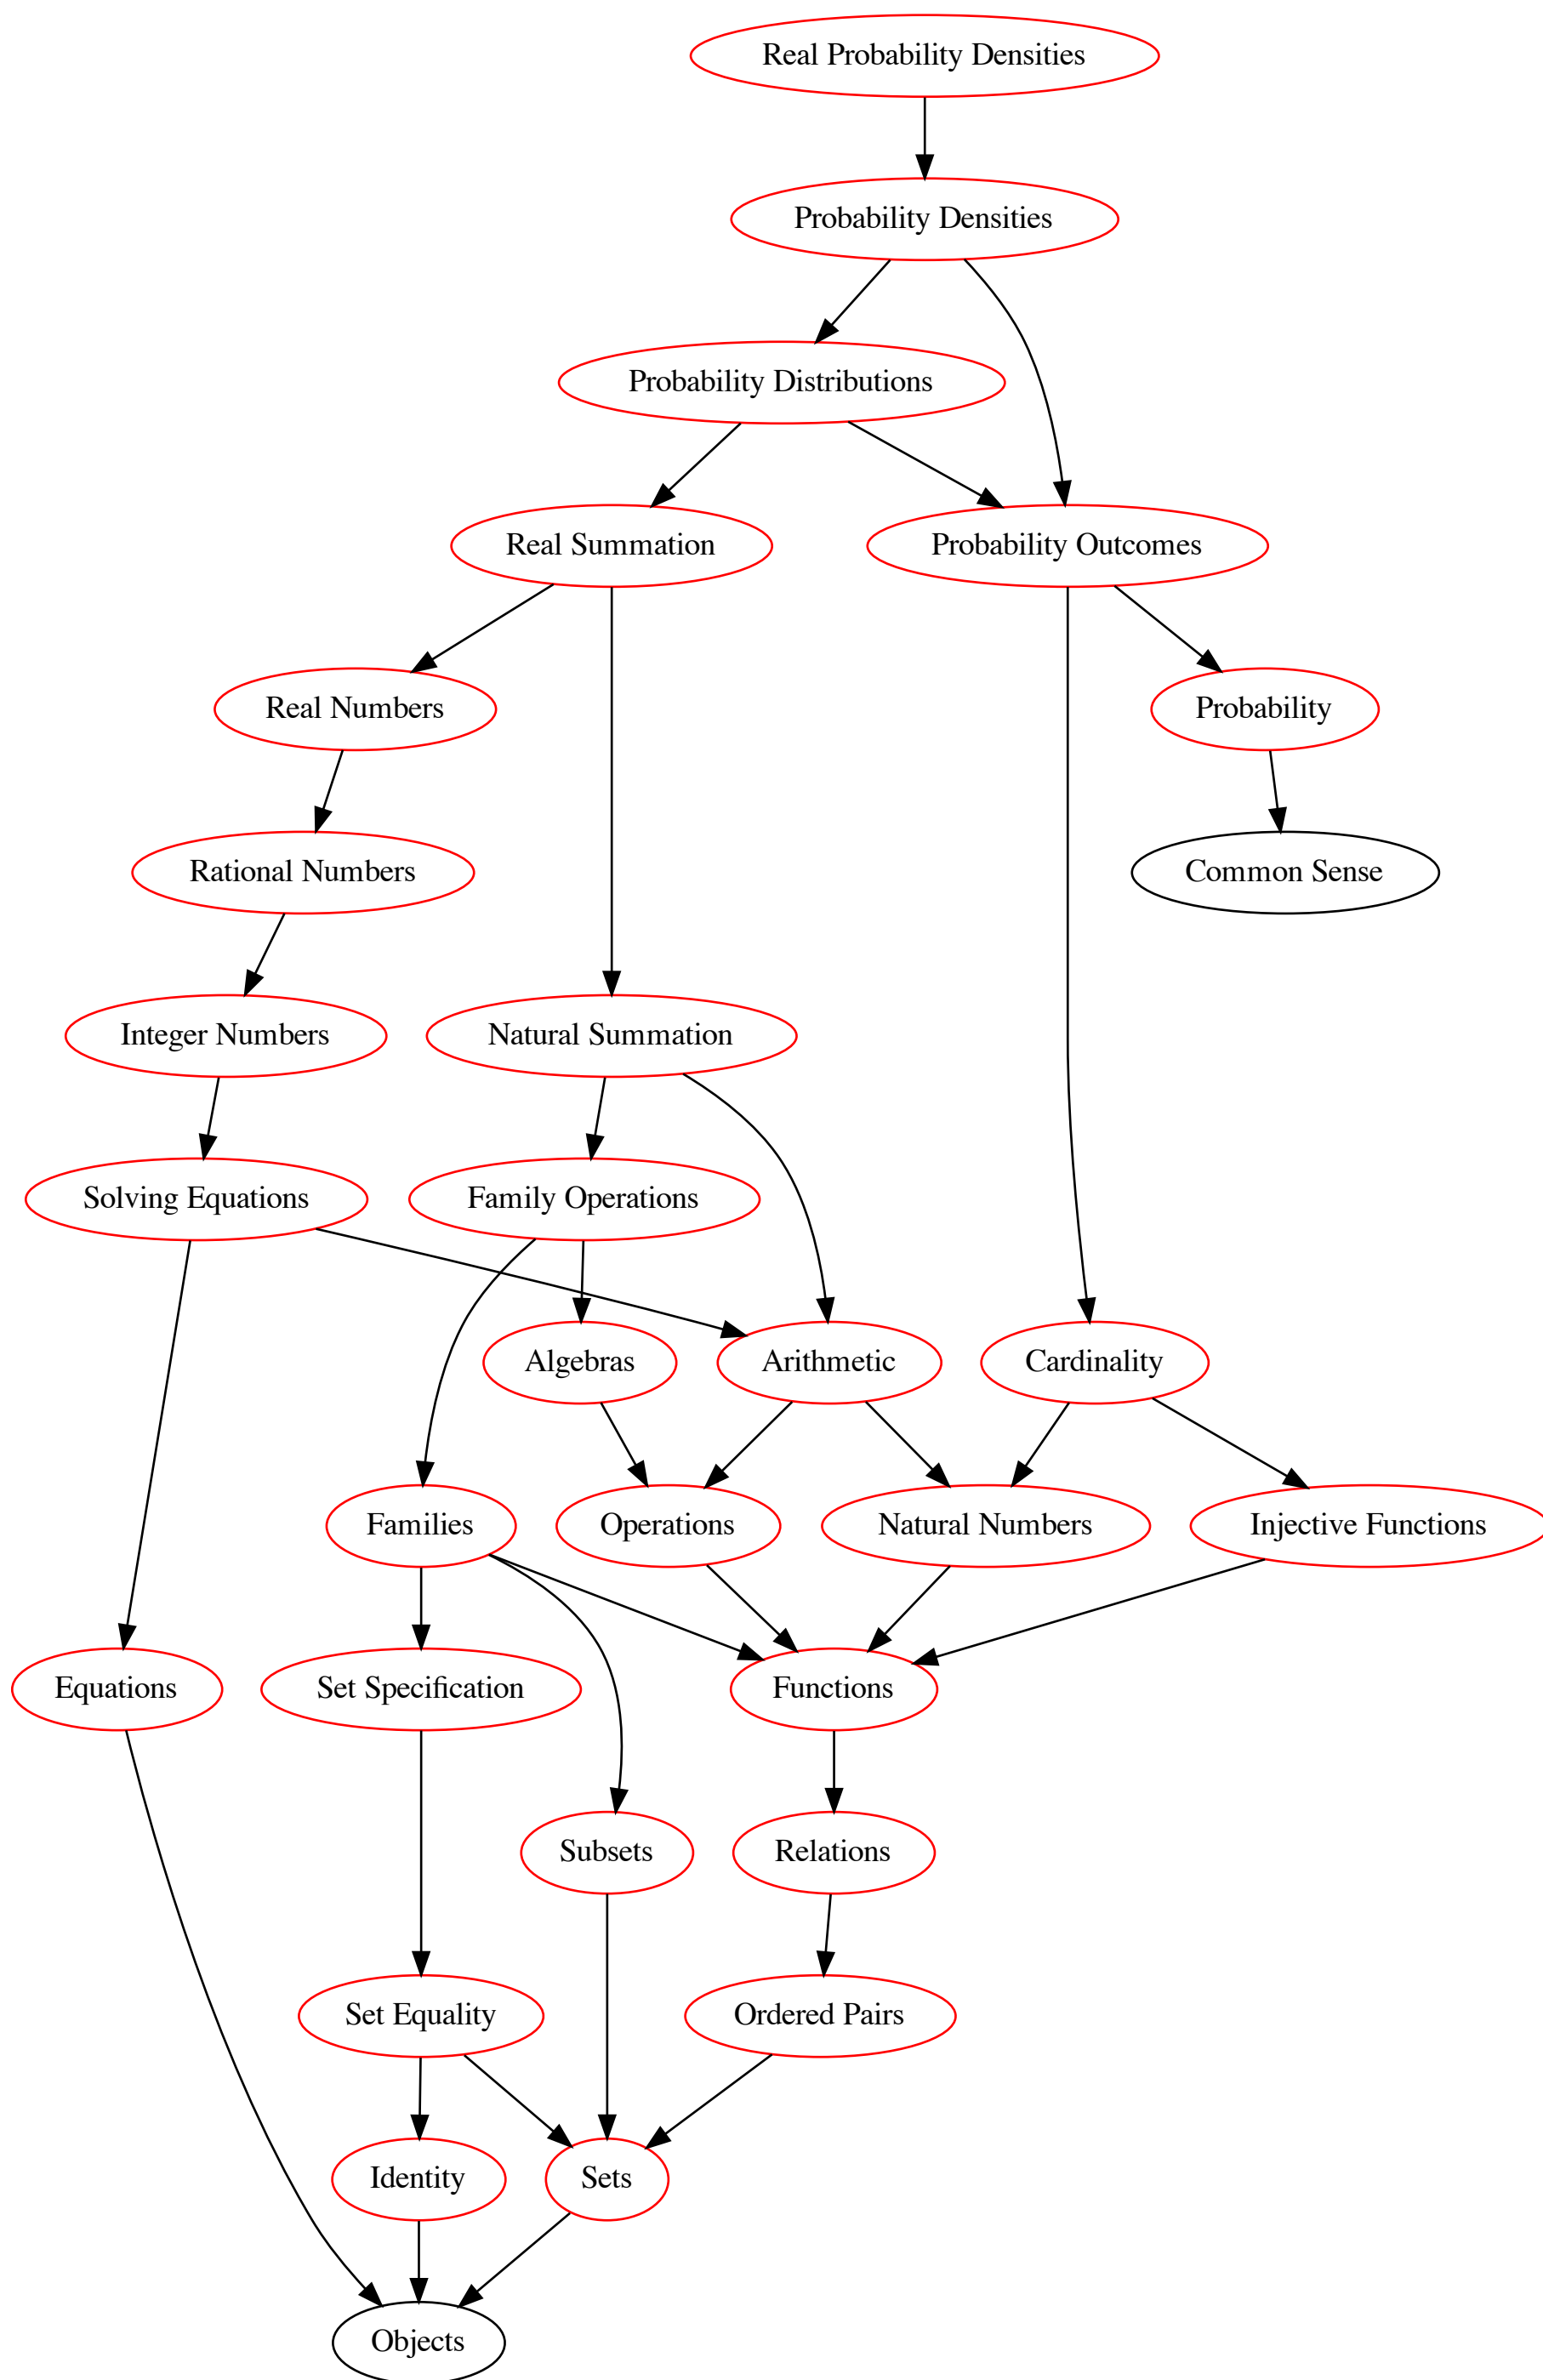 Real Probability Densities
Probability Densities
Probability Distributions
Real Summation
Probability Outcomes
Real Numbers
Probability
Rational Numbers
Common Sense
Integer Numbers
Natural Summation
Solving Equations
Family Operations
Algebras
Arithmetic
Cardinality
Families
Operations
Natural Numbers
Injective Functions
Equations
Set Specification
Functions
Subsets
Relations
Set Equality
Ordered Pairs
Identity
Sets
Objects